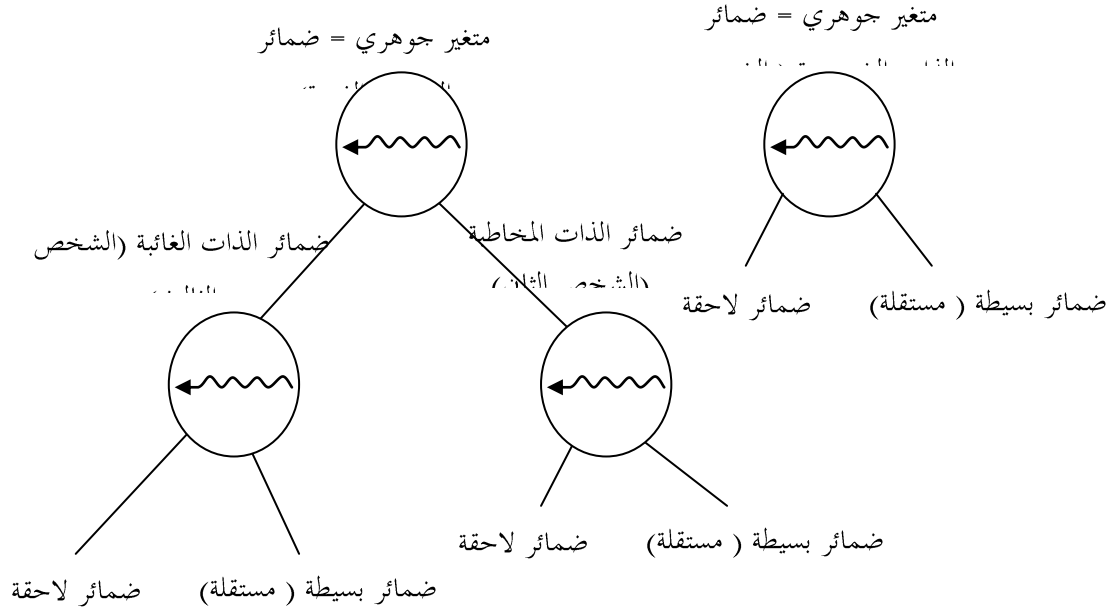 متغير جوهري = ضمائر
متغير جوهري = ضمائر
ضمائر الذات المخاطبة
ضمائر الذات الغائبة (الشخص
ضمائر بسيطة ( مستقلة)
ضمائر لاحقة
ضمائر بسيطة ( مستقلة)
ضمائر لاحقة
ضمائر بسيطة ( مستقلة)
ضمائر لاحقة